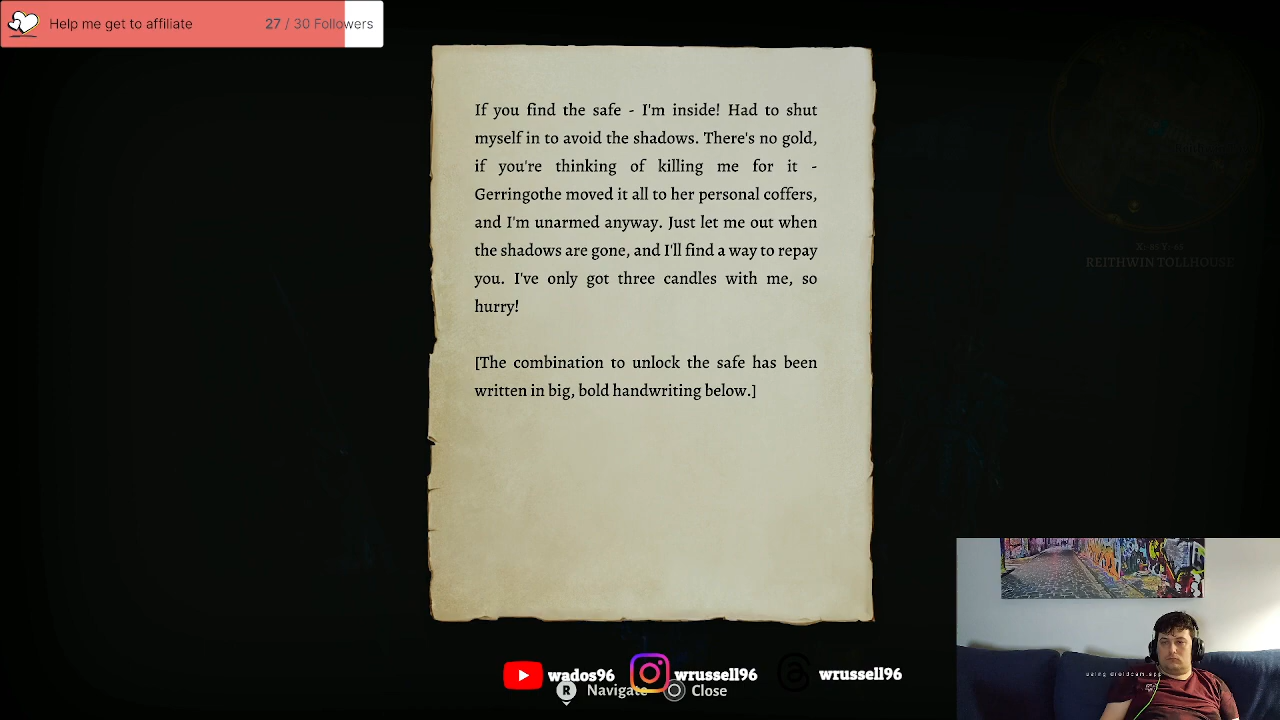 Help me get to affiliate 27 / 30 Followers
If you find the safe - I'm inside! Had to shut
myself in to avoid the shadows. There's no gold,
if you're thinking of killing me for it -
Gerringothe moved it all to her personal coffers,
and I'm unarmed anyway. Just let me out when
the shadows are gone, and I'll find a way to repay
you. I've only got three candles with me, so
hurry!
[The combination to unlock the safe has been
written in big, bold handwriting below.]
REITHWIN TOLLHOUSE
wados96 wrussell96 wrussell96
R Navigate Close
using droidcam.app